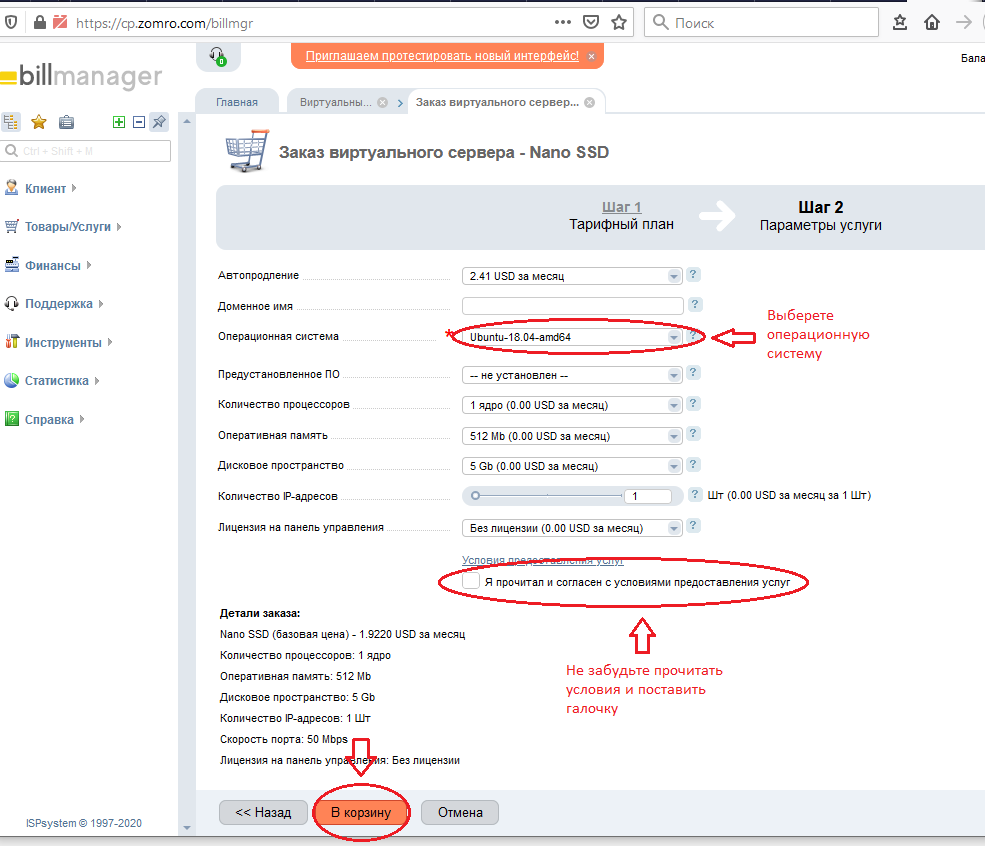 https://cp.zomro.com/billmgr
Поиск
0
Приглашаем протестировать новый интерфейс! ×
billmanager
Главная
Виртуальны...
Заказ виртуального сервер...
Ctrl + Shift + M
Заказ виртуального сервера - Nano SSD
Клиент
Товары/Услуги
Финансы
Поддержка
Инструменты
Статистика
Справка
Шаг 1
Тарифный план
Шаг 2
Параметры услуги
Автопродление 2.41 USD за месяц ?
Доменное имя ?
Операционная система * Ubuntu-18.04-amd64 ?
Выберете
операционную
систему
Предустановленное ПО -- не установлен -- ?
Количество процессоров 1 ядро (0.00 USD за месяц) ?
Оперативная память 512 Mb (0.00 USD за месяц) ?
Дисковое пространство 5 Gb (0.00 USD за месяц) ?
Количество IP-адресов 1 ? Шт (0.00 USD за месяц за 1 Шт)
Лицензия на панель управления Без лицензии (0.00 USD за месяц) ?
Условия предоставления услуг
Я прочитал и согласен с условиями предоставления услуг
Не забудьте прочитать
условия и поставить
галочку
Детали заказа:
Nano SSD (базовая цена) - 1.9220 USD за месяц
Количество процессоров: 1 ядро
Оперативная память: 512 Mb
Дисковое пространство: 5 Gb
Количество IP-адресов: 1 Шт
Скорость порта: 50 Mbps
Лицензия на панель управления: Без лицензии
<< Назад
В корзину
Отмена
ISPsystem © 1997-2020